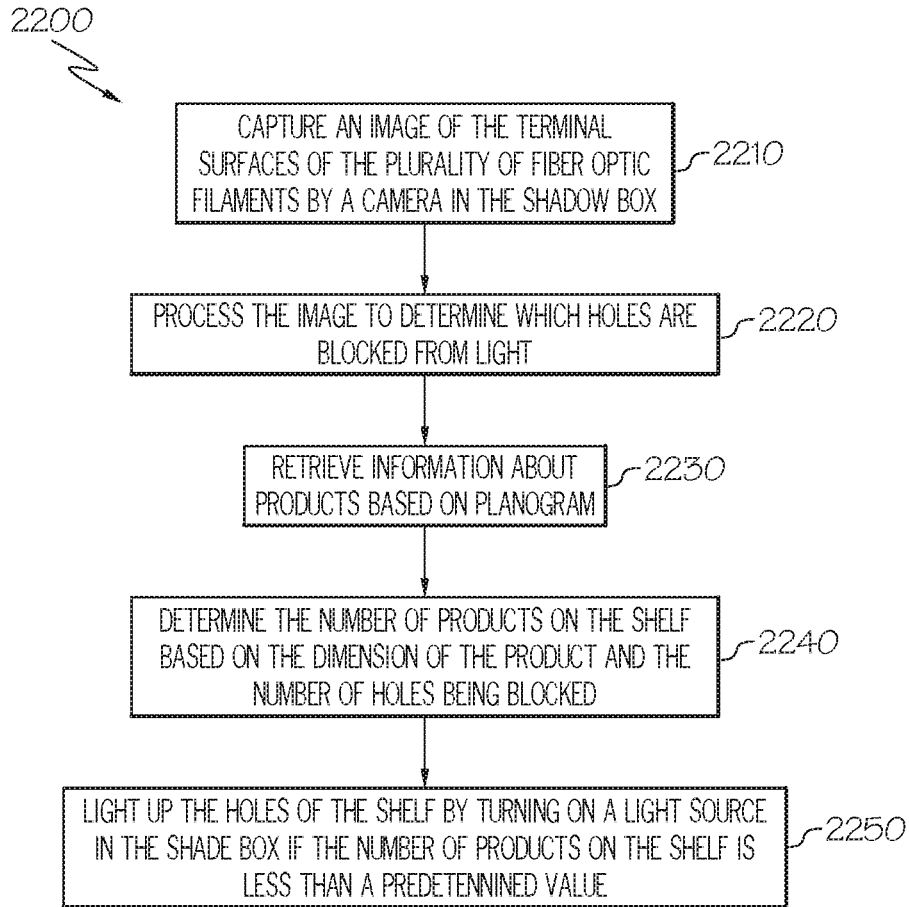 2200
CAPTURE AN IMAGE OF THE TERMINAL
SURFACES OF THE PLURALITY OF FIBER OPTIC
FILAMENTS BY A CAMERA IN THE SHADOW BOX
2210
PROCESS THE IMAGE TO DETERMINE WHICH HOLES ARE
BLOCKED FROM LIGHT
2220
RETRIEVE INFORMATION ABOUT
PRODUCTS BASED ON PLANOGRAM
2230
DETERMINE THE NUMBER OF PRODUCTS ON THE SHELF
BASED ON THE DIMENSION OF THE PRODUCT AND THE
NUMBER OF HOLES BEING BLOCKED
2240
LIGHT UP THE HOLES OF THE SHELF BY TURNING ON A LIGHT SOURCE
IN THE SHADE BOX IF THE NUMBER OF PRODUCTS ON THE SHELF IS
LESS THAN A PREDETENNINED VALUE
2250